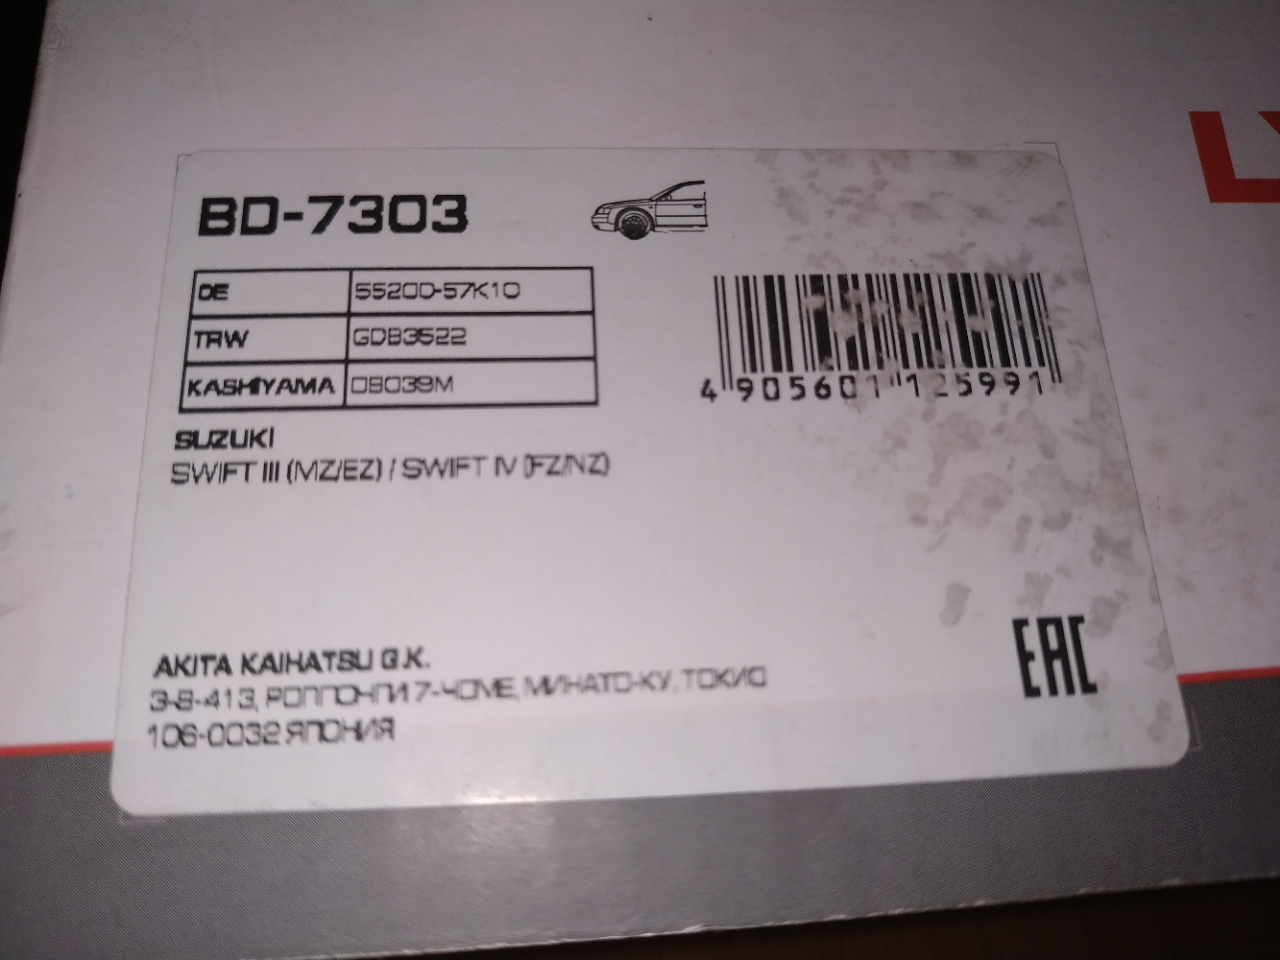 BD-7303
OE 55200-57K10
TRW GDB3522
KASHIYAMA D9039M
4 905601 125991
SUZUKI
SWIFT III (MZ/EZ) / SWIFT IV (FZ/NZ)
AKITA KAIHATSU G.K.
3-8-413, РОППОНГИ 7-ЧОМЕ, МИНАТО-КУ, ТОКИО
106-0032 ЯПОНИЯ
EAC